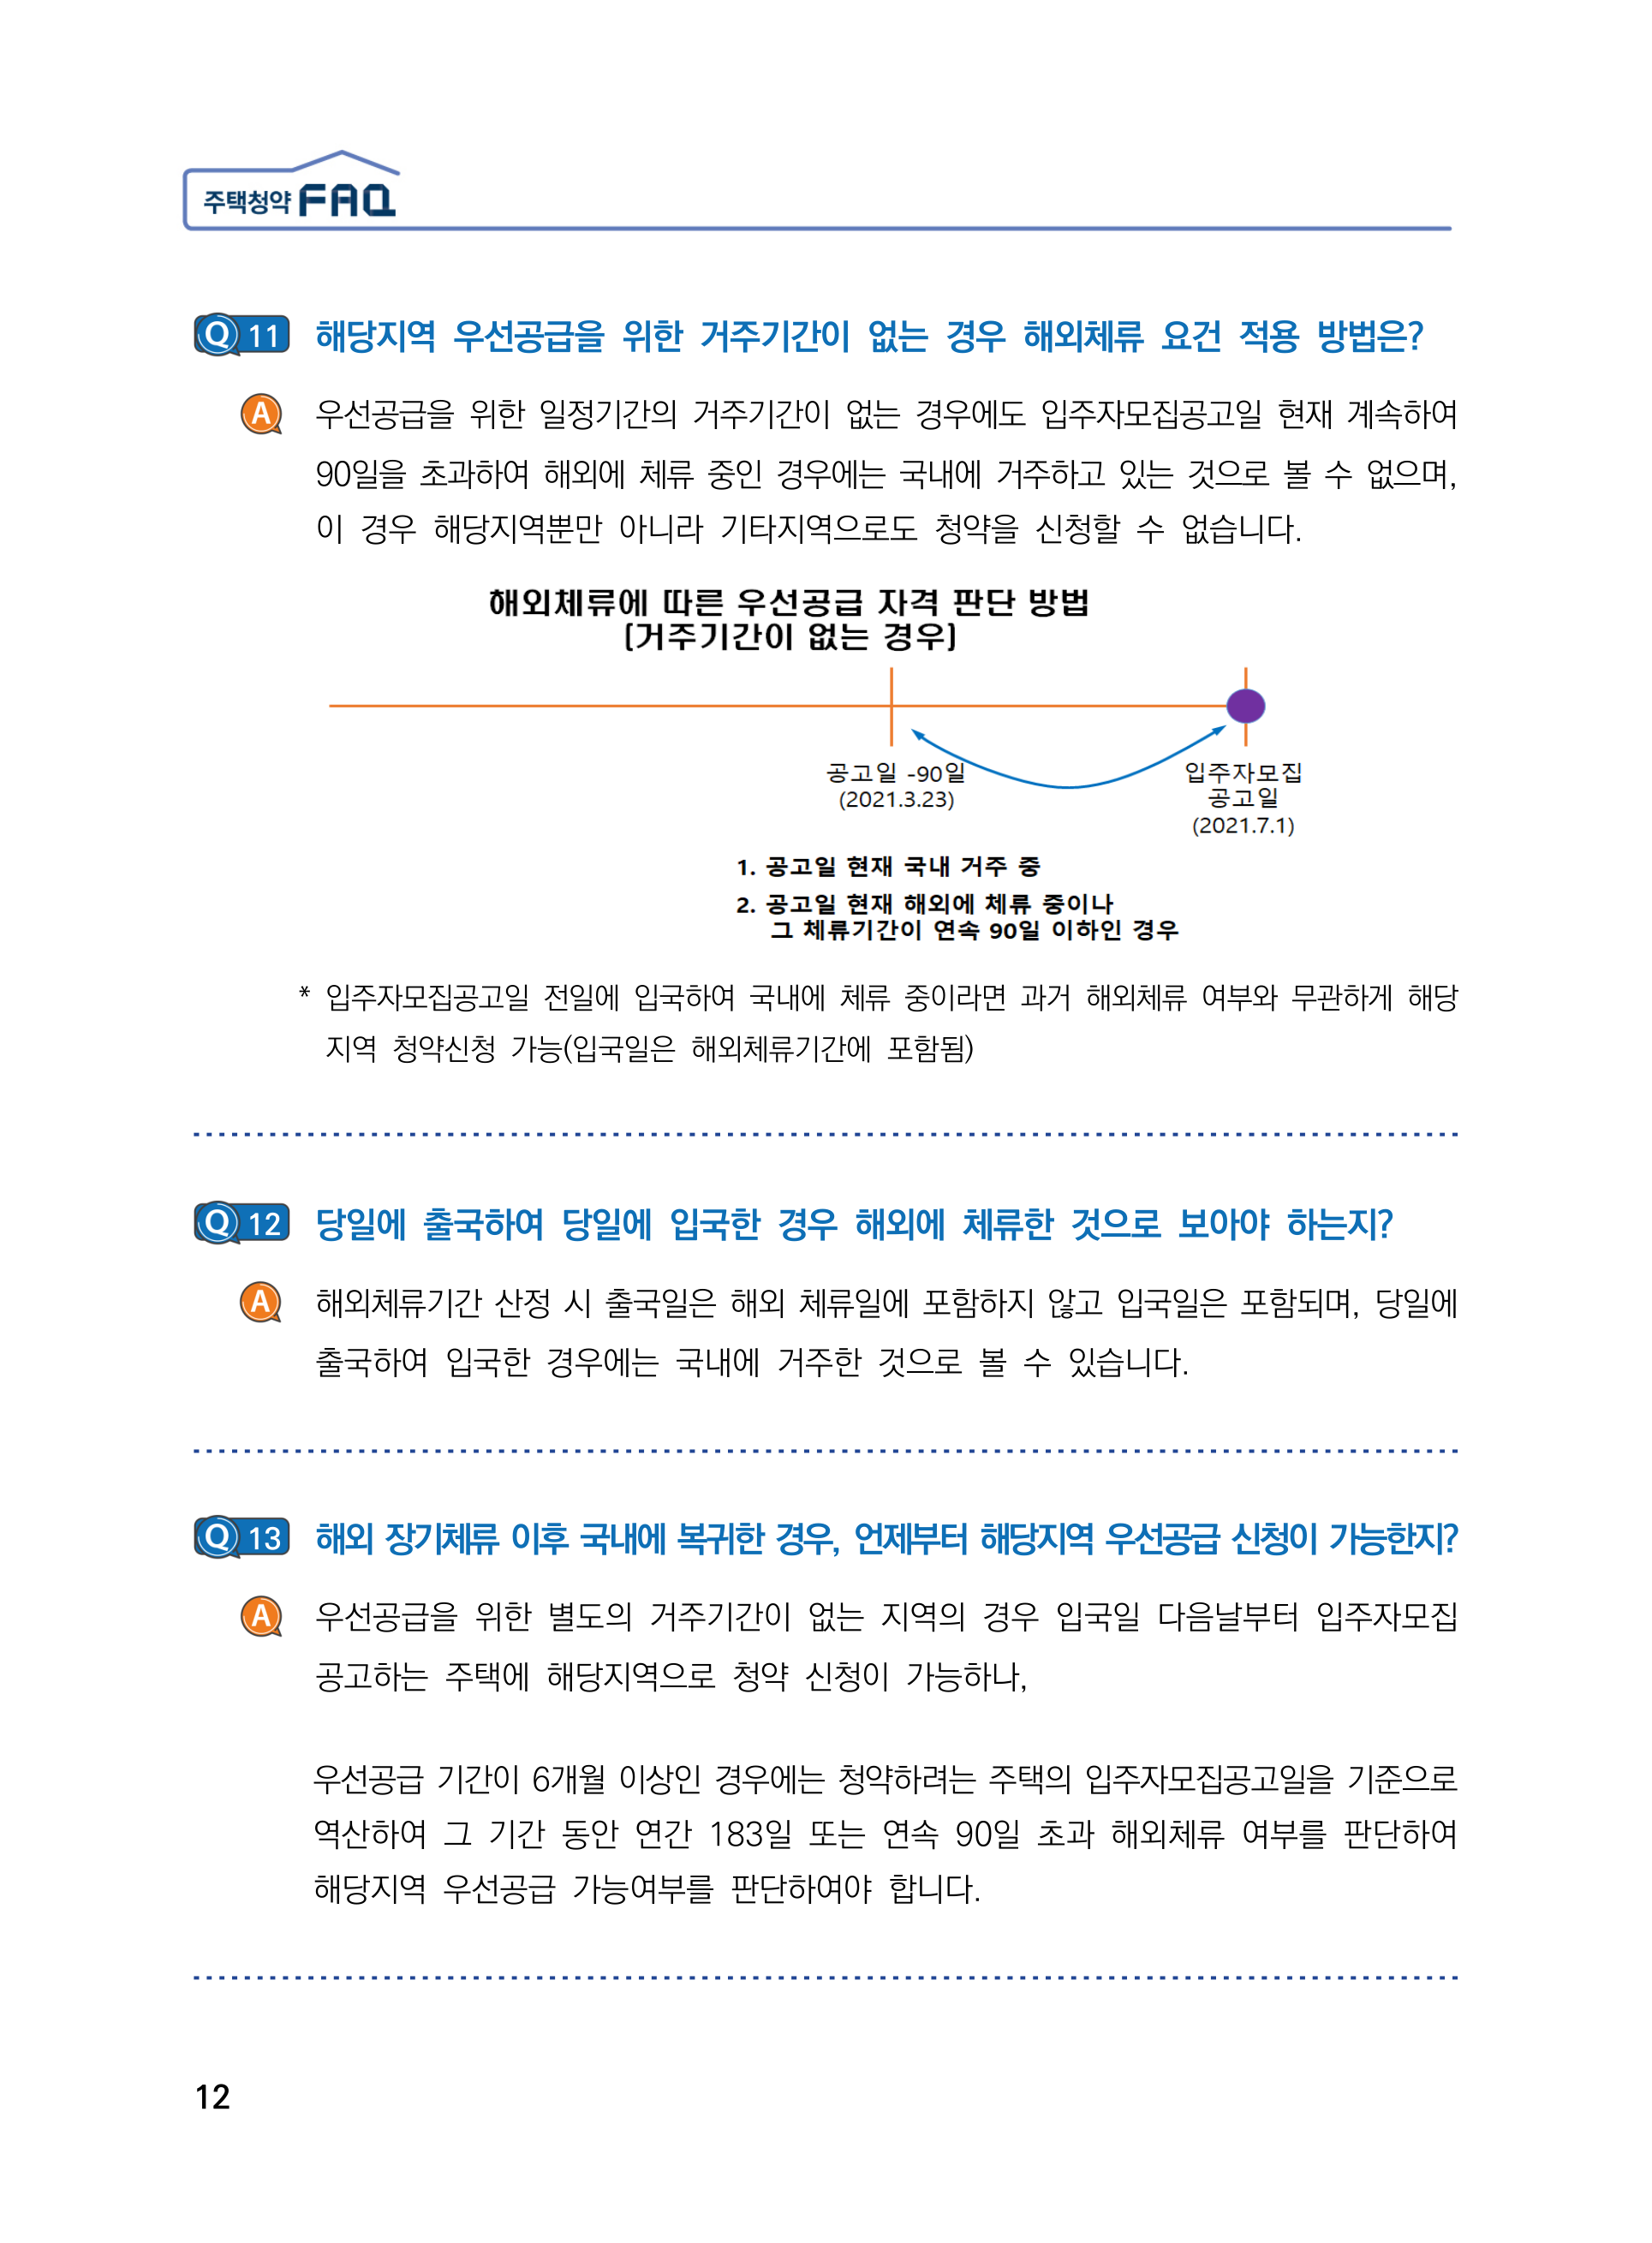 주택청약 FAQ
Q 11 해당지역 우선공급을 위한 거주기간이 없는 경우 해외체류 요건 적용 방법은?
A 우선공급을 위한 일정기간의 거주기간이 없는 경우에도 입주자모집공고일 현재 계속하여
90일을 초과하여 해외에 체류 중인 경우에는 국내에 거주하고 있는 것으로 볼 수 없으며,
이 경우 해당지역뿐만 아니라 기타지역으로도 청약을 신청할 수 없습니다.
해외체류에 따른 우선공급 자격 판단 방법
(거주기간이 없는 경우)
공고일 -90일
(2021.3.23)
입주자모집
공고일
(2021.7.1)
1. 공고일 현재 국내 거주 중
2. 공고일 현재 해외에 체류 중이나
그 체류기간이 연속 90일 이하인 경우
* 입주자모집공고일 전일에 입국하여 국내에 체류 중이라면 과거 해외체류 여부와 무관하게 해당
지역 청약신청 가능(입국일은 해외체류기간에 포함됨)
Q 12 당일에 출국하여 당일에 입국한 경우 해외에 체류한 것으로 보아야 하는지?
A 해외체류기간 산정 시 출국일은 해외 체류일에 포함하지 않고 입국일은 포함되며, 당일에
출국하여 입국한 경우에는 국내에 거주한 것으로 볼 수 있습니다.
Q 13 해외 장기체류 이후 국내에 복귀한 경우, 언제부터 해당지역 우선공급 신청이 가능한지?
A 우선공급을 위한 별도의 거주기간이 없는 지역의 경우 입국일 다음날부터 입주자모집
공고하는 주택에 해당지역으로 청약 신청이 가능하나,
우선공급 기간이 6개월 이상인 경우에는 청약하려는 주택의 입주자모집공고일을 기준으로
역산하여 그 기간 동안 연간 183일 또는 연속 90일 초과 해외체류 여부를 판단하여
해당지역 우선공급 가능여부를 판단하여야 합니다.
12